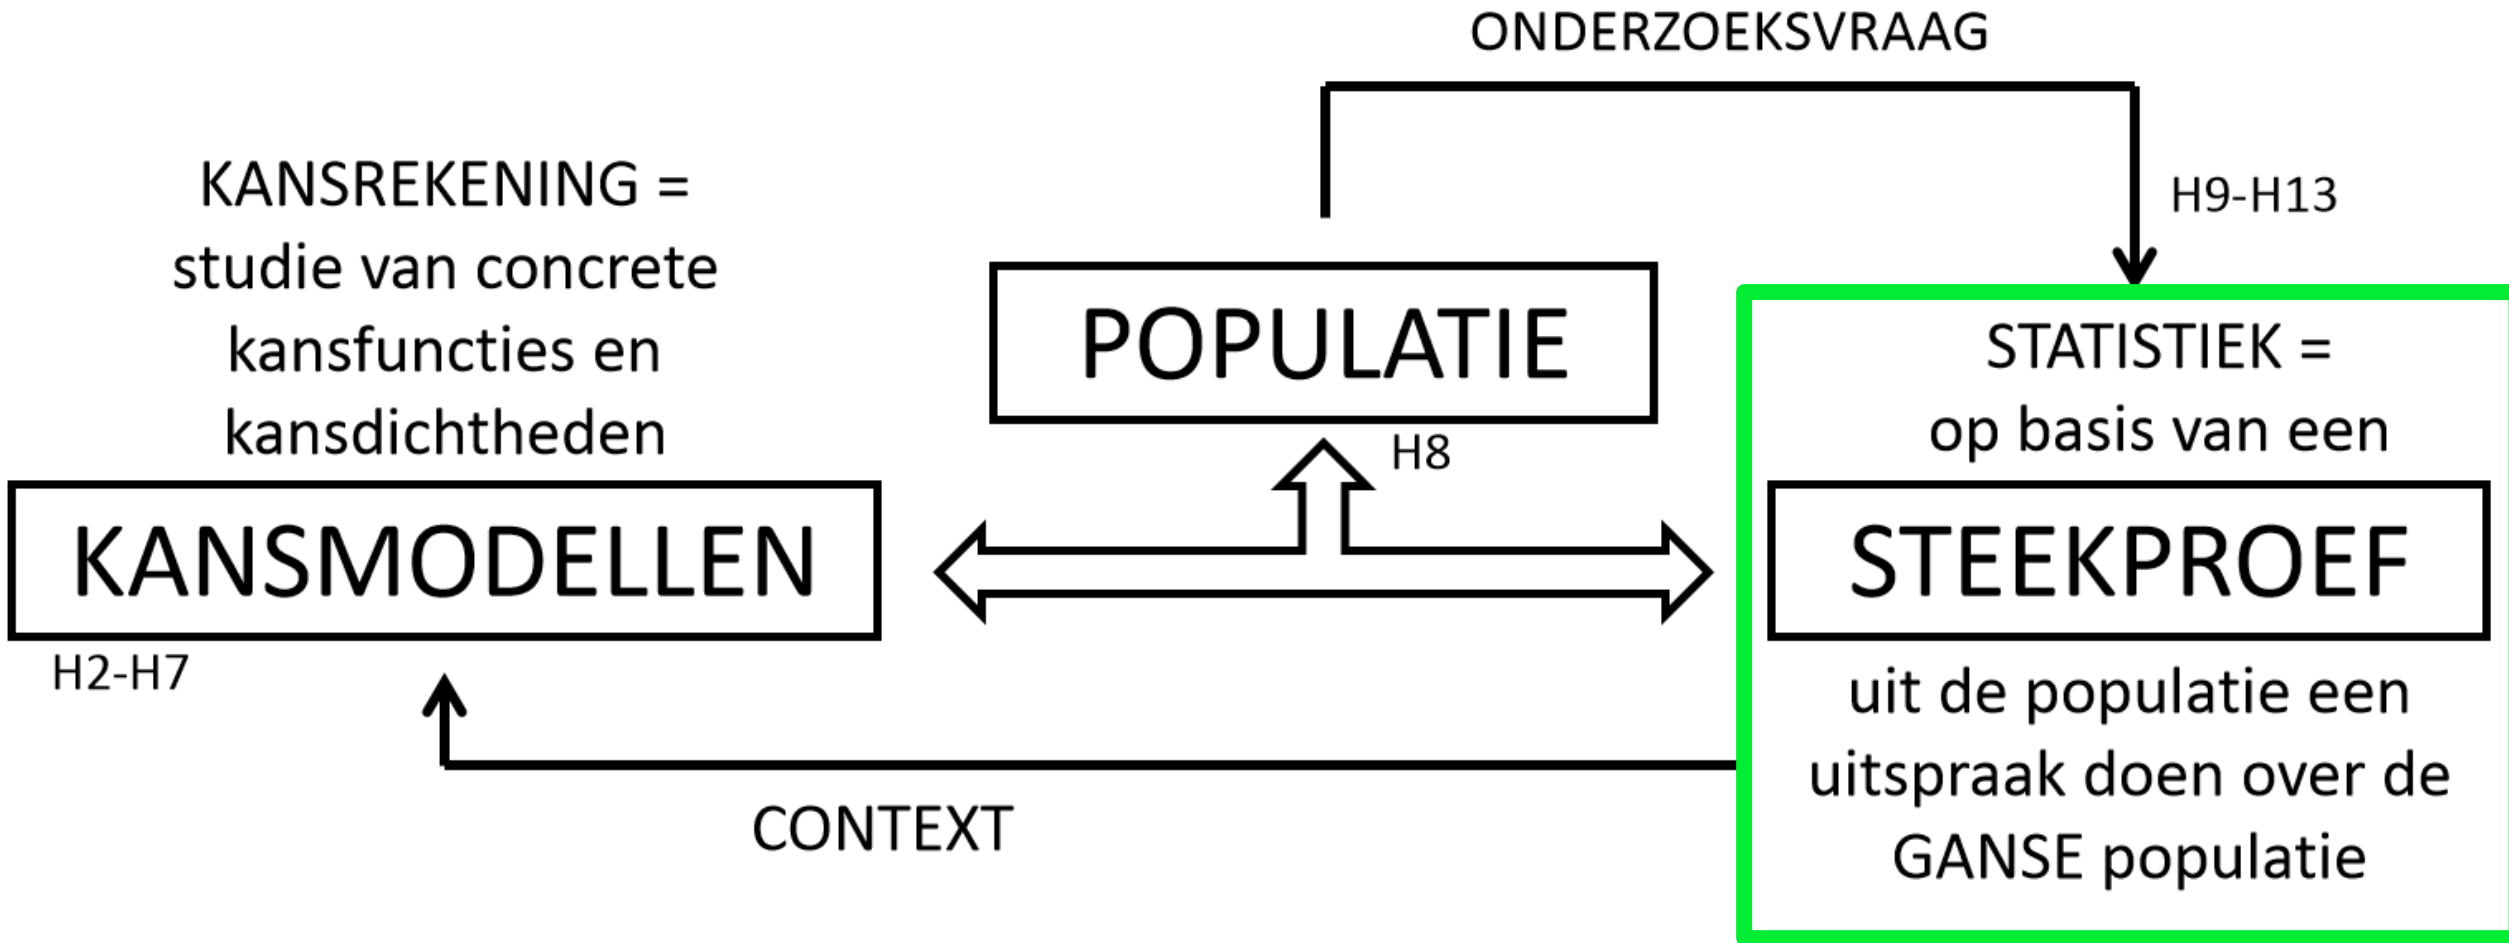 ONDERZOEKSVRAAG
KANSREKENING =
studie van concrete
kansfuncties en
kansdichtheden
KANSMODELLEN
H2-H7
POPULATIE
H8
H9-H13
STATISTIEK =
op basis van een
STEEKPROEF
uit de populatie een
uitspraak doen over de
GANSE populatie
CONTEXT